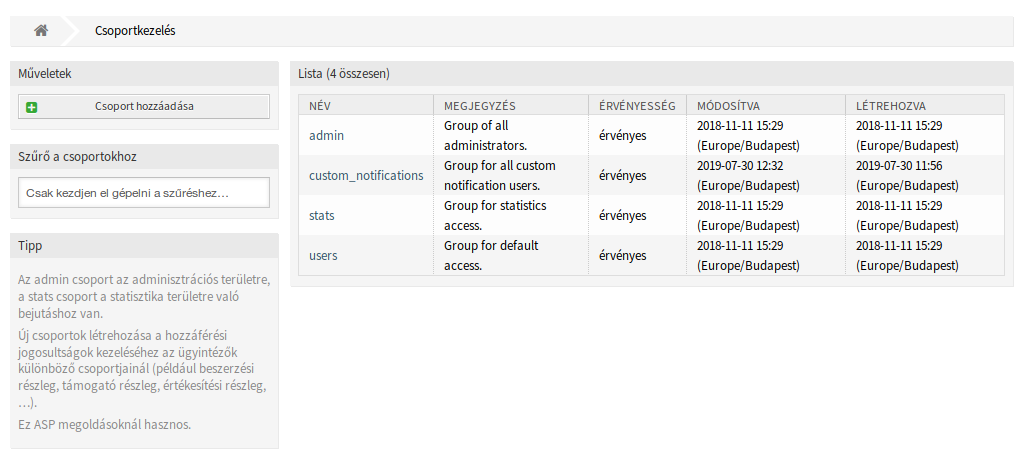 Csoportkezelés
Műveletek
Csoport hozzáadása
Szűrő a csoportokhoz
Csak kezdjen el gépelni a szűréshez...
Tipp
Az admin csoport az adminisztrációs területre,
a stats csoport a statisztika területre való
bejutáshoz van.
Új csoportok létrehozása a hozzáférési
jogosultságok kezeléséhez az ügyintézők
különböző csoportjainál (például beszerzési
részleg, támogató részleg, értékesítési részleg,
…).
Ez ASP megoldásoknál hasznos.
Lista (4 összesen)
NÉV MEGJEGYZÉS ÉRVÉNYESSÉG MÓDOSÍTVA LÉTREHOZVA
admin Group of all administrators. érvényes 2018-11-11 15:29 (Europe/Budapest) 2018-11-11 15:29 (Europe/Budapest)
custom_notifications Group for all custom notification users. érvényes 2019-07-30 12:32 (Europe/Budapest) 2019-07-30 11:56 (Europe/Budapest)
stats Group for statistics access. érvényes 2018-11-11 15:29 (Europe/Budapest) 2018-11-11 15:29 (Europe/Budapest)
users Group for default access. érvényes 2018-11-11 15:29 (Europe/Budapest) 2018-11-11 15:29 (Europe/Budapest)